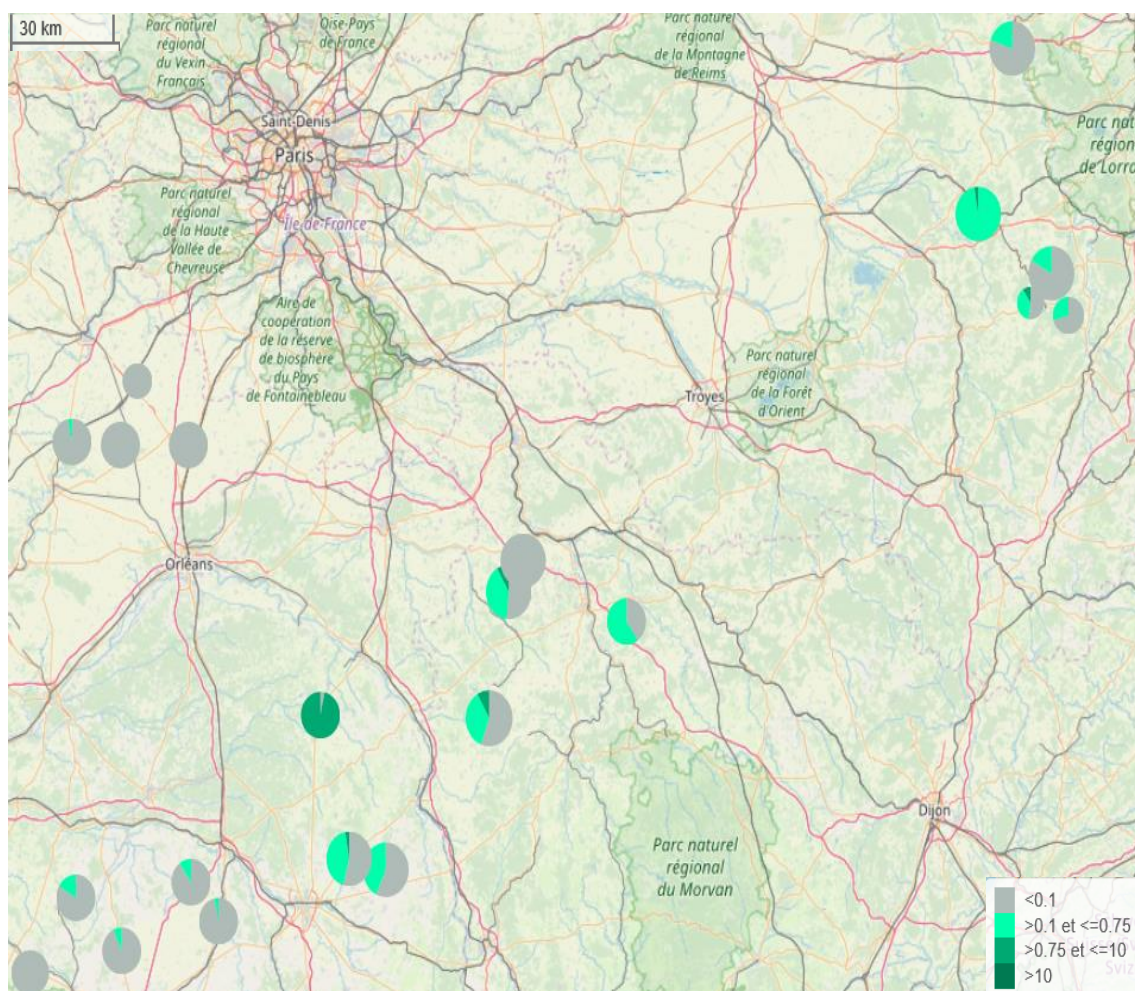 30 km
Parc naturel
régional
du Vexin
Français
Oise-Pays
de France
Parc naturel
régional
de la Montagne
de Reims
Saint-Denis
Paris
Parc nat
région
de Lorra
Parc naturel
régional
de la Haute
Vallée de
Chevreuse
Île-de-France
Aire de
coopération
de la réserve
de biosphère
du Pays
de Fontainebleau
Parc naturel
régional
de la Forêt
d'Orient
Troyes
Orléans
Dijon
Parc naturel
régional
du Morvan
<0.1
>0.1 et <=0.75
>0.75 et <=10
>10